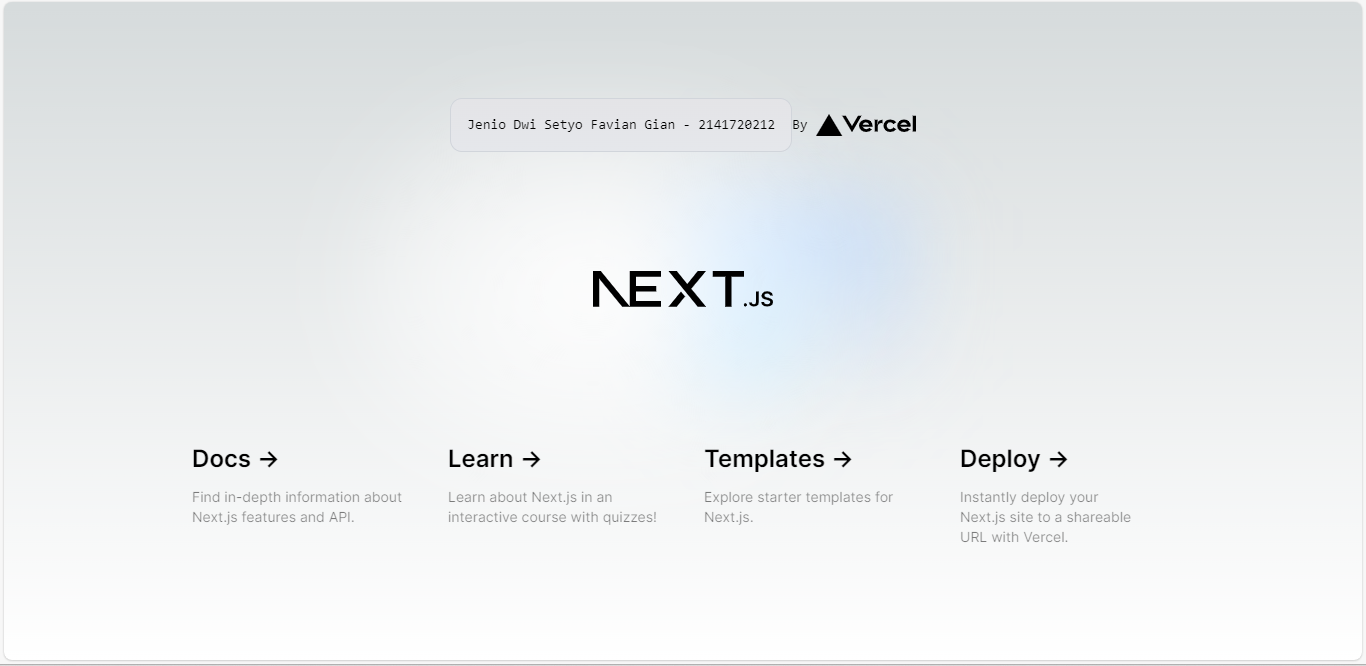 Jenio Dwi Setyo Favian Gian - 2141720212 By Vercel
NEXT.JS
Docs →
Find in-depth information about
Next.js features and API.
Learn →
Learn about Next.js in an
interactive course with quizzes!
Templates →
Explore starter templates for
Next.js.
Deploy →
Instantly deploy your
Next.js site to a shareable
URL with Vercel.